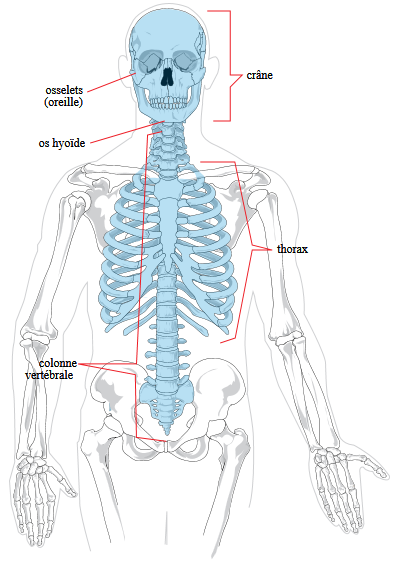 crâne
osselets
(oreille)
os hyoïde
thorax
colonne
vertébrale